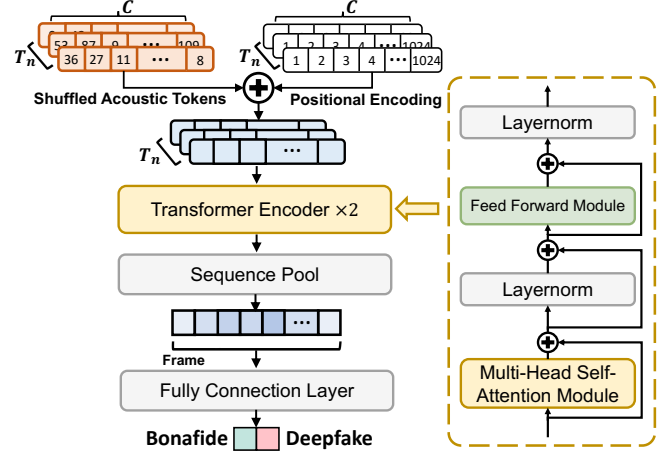 C
C
53 87 9 ... 109
1 2 3 4 ... 1024
T_n
36 27 11 ... 8
T_n
1 2 3 4 ... 1024
Shuffled Acoustic Tokens
Positional Encoding
T_n
...
Transformer Encoder ×2
Sequence Pool
...
Frame
Fully Connection Layer
Bonafide
Deepfake
Layernorm
Feed Forward Module
Layernorm
Multi-Head Self-
Attention Module